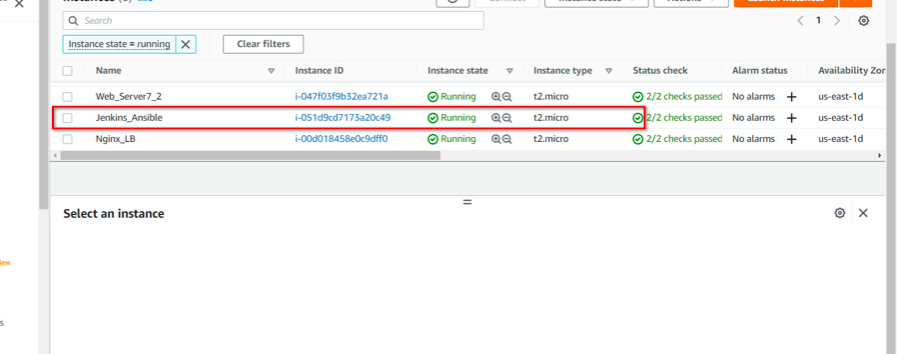 Search
1
Instance state = running
Clear filters
Name Instance ID Instance state Instance type Status check Alarm status Availability Zon
Web_Server7_2 i-047f03f9b32ea721a Running t2.micro 2/2 checks passed No alarms + us-east-1d
Jenkins_Ansible i-051d9cd7173a20c49 Running t2.micro 2/2 checks passed No alarms + us-east-1d
Nginx_LB i-00d018458e0c9dff0 Running t2.micro 2/2 checks passed No alarms + us-east-1d
Select an instance